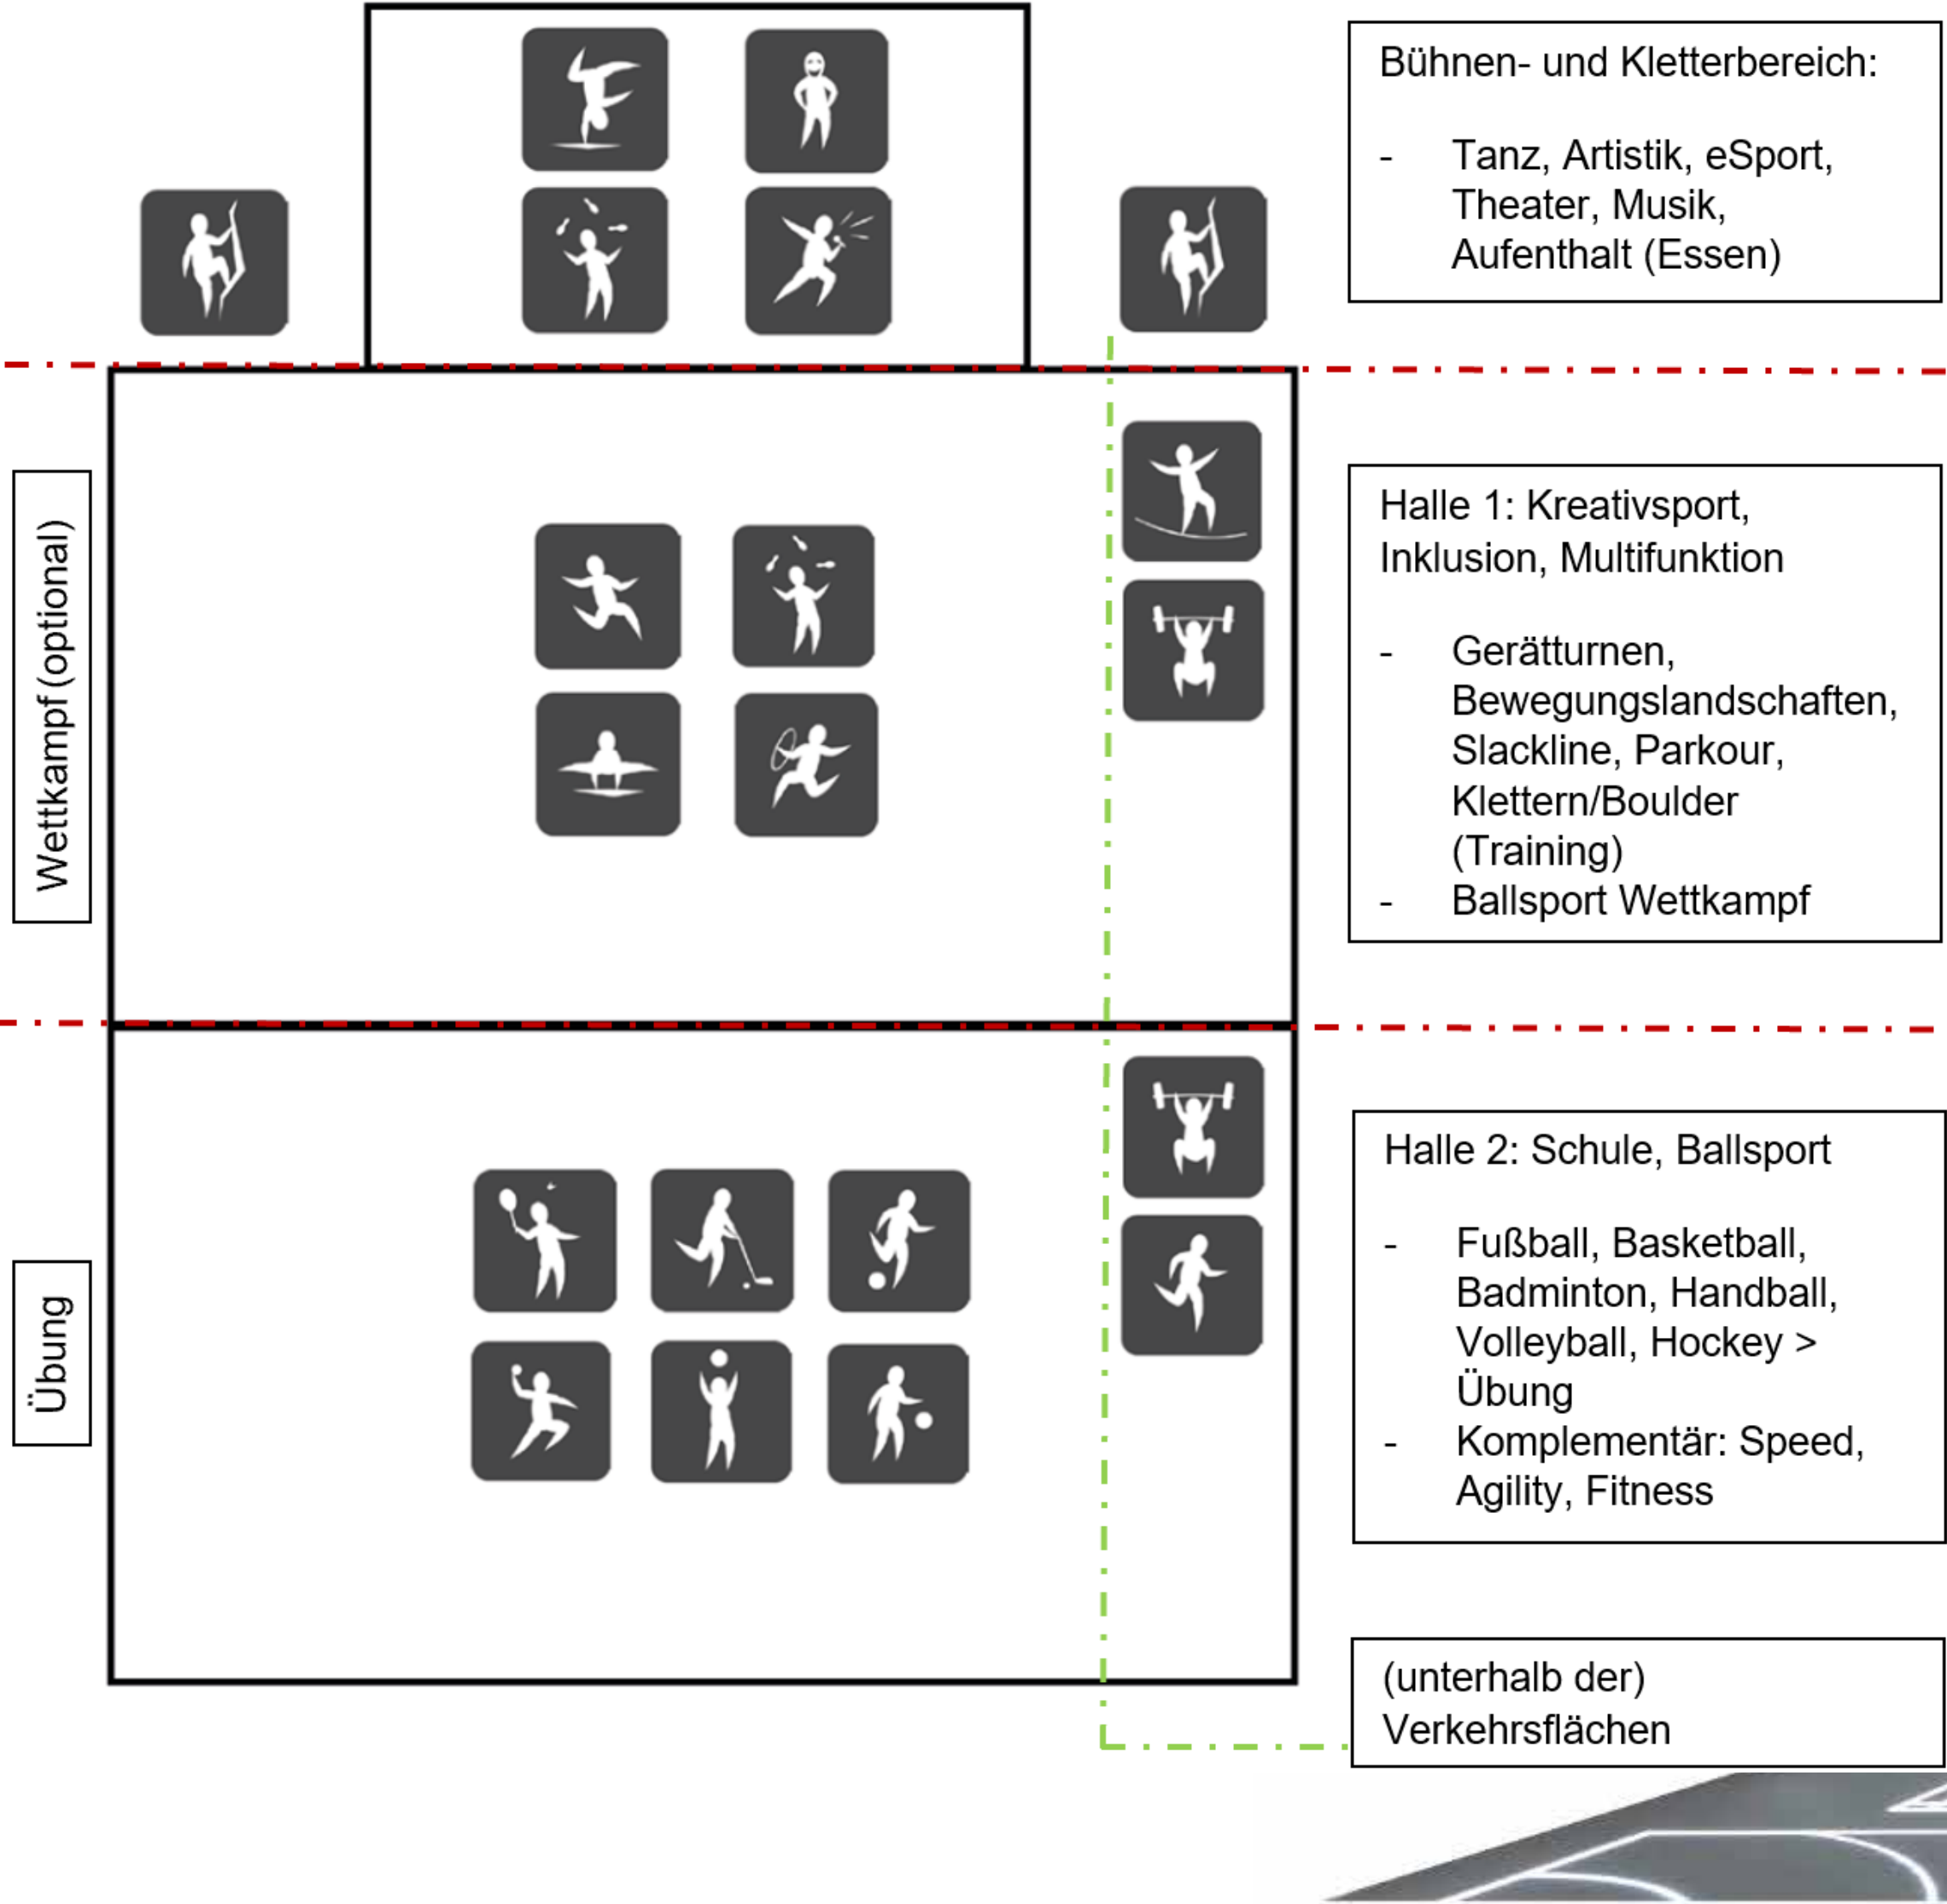 Bühnen- und Kletterbereich:
- Tanz, Artistik, eSport,
Theater, Musik,
Aufenthalt (Essen)
Wettkampf (optional)
Halle 1: Kreativsport,
Inklusion, Multifunktion
- Gerätturnen,
Bewegungslandschaften,
Slackline, Parkour,
Klettern/Boulder
(Training)
- Ballsport Wettkampf
Übung
Halle 2: Schule, Ballsport
- Fußball, Basketball,
Badminton, Handball,
Volleyball, Hockey >
Übung
- Komplementär: Speed,
Agility, Fitness
(unterhalb der)
Verkehrsflächen